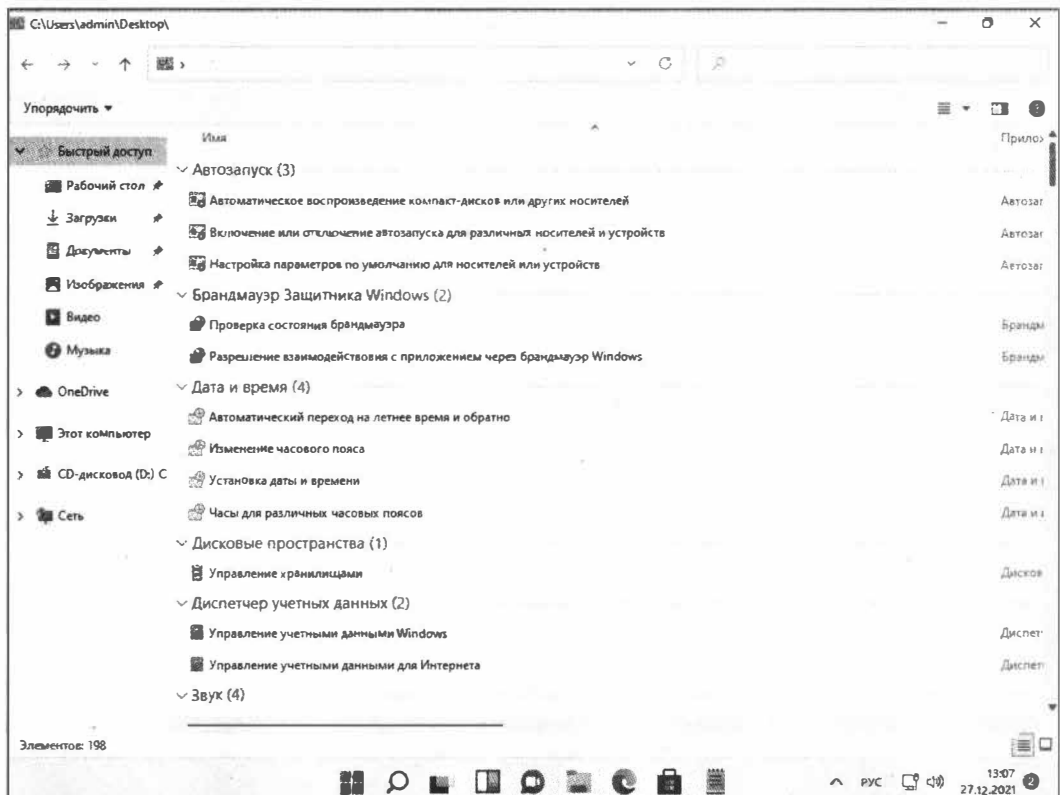 C:\Users\admin\Desktop\
Упорядочить
Имя
Прилоз
Быстрый доступ
Рабочий стол
Загрузки
Документы
Изображения
Видео
Музыка
OneDrive
Этот компьютер
CD-дисковод (D:) C
Сеть
Автозапуск (3)
Автоматическое воспроизведение компакт-дисков или других носителей
Автозаг
Включение или отключение автозапуска для различных носителей и устройств
Автозаг
Настройка параметров по умолчанию для носителей или устройств
Автозаг
Брандмауэр Защитника Windows (2)
Проверка состояния брандмауэра
Брандм
Разрешение взаимодействовия с приложением через брандмауэр Windows
Брандм
Дата и время (4)
Автоматический переход на летнее время и обратно
Дата и
Изменение часового пояса
Дата и
Установка даты и времени
Дата и
Часы для различных часовых поясов
Дата и
Дисковые пространства (1)
Управление хранилищами
Дисков
Диспетчер учетных данных (2)
Управление учетными данными Windows
Диспет
Управление учетными данными для Интернета
Диспет
Звук (4)
Элементов: 198
РУС
13:07
27.12.2021
2